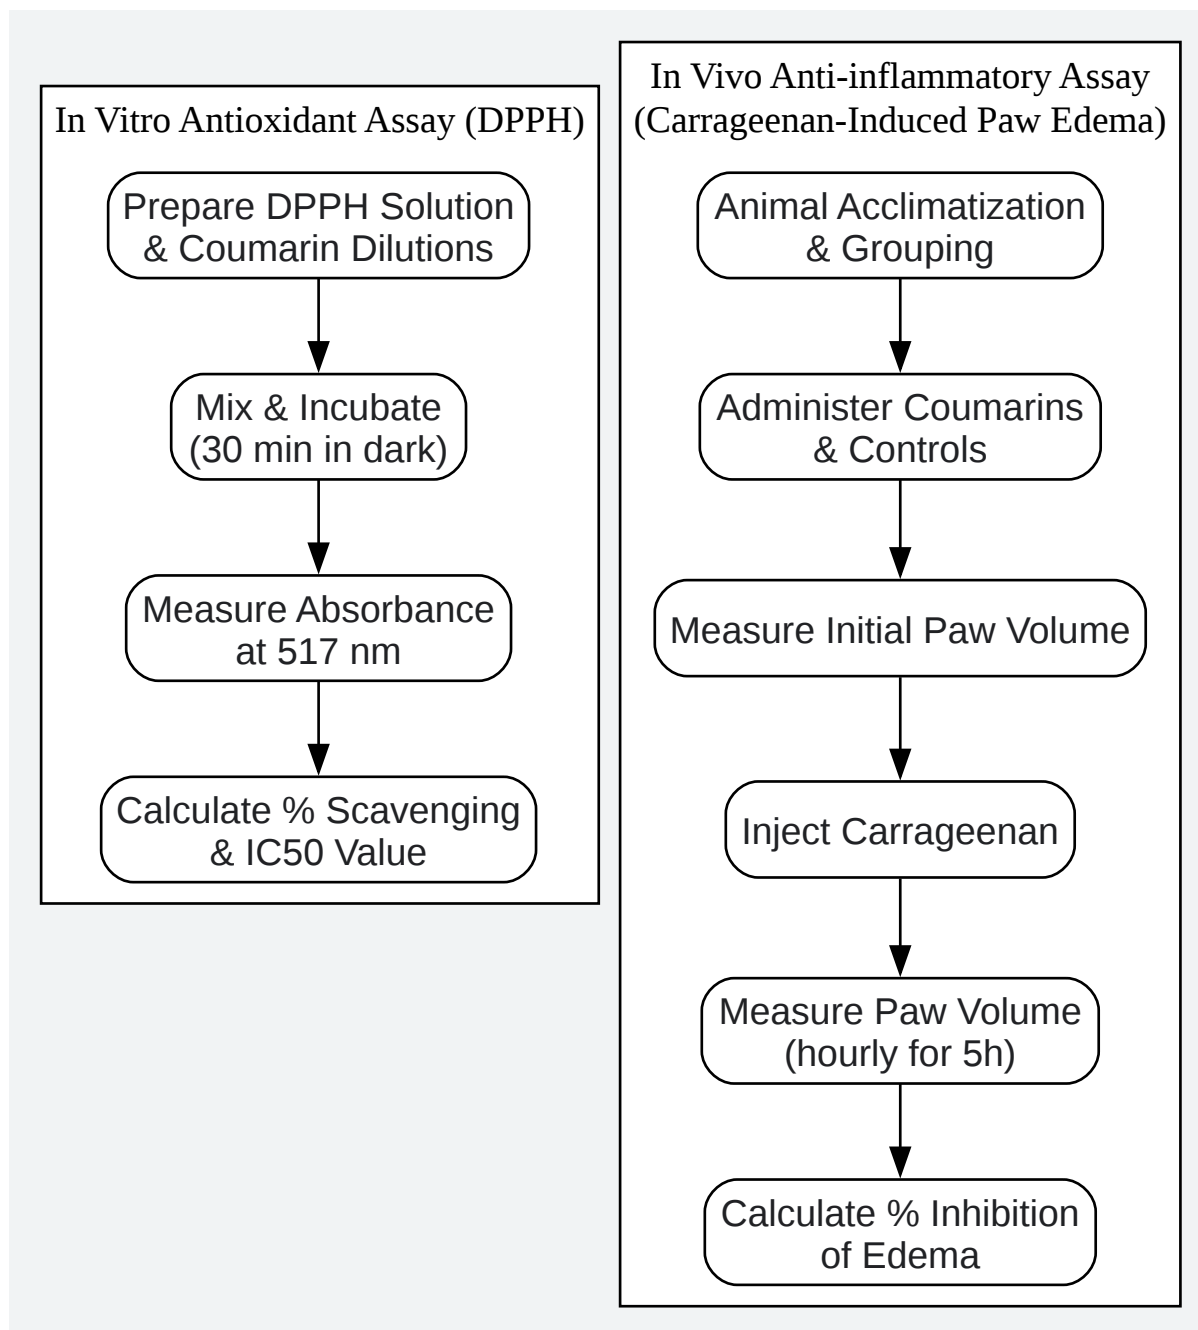 In Vitro Antioxidant Assay (DPPH)
Prepare DPPH Solution
& Coumarin Dilutions
Mix & Incubate
(30 min in dark)
Measure Absorbance
at 517 nm
Calculate % Scavenging
& IC50 Value
In Vivo Anti-inflammatory Assay
(Carrageenan-Induced Paw Edema)
Animal Acclimatization
& Grouping
Administer Coumarins
& Controls
Measure Initial Paw Volume
Inject Carrageenan
Measure Paw Volume
(hourly for 5h)
Calculate % Inhibition
of Edema